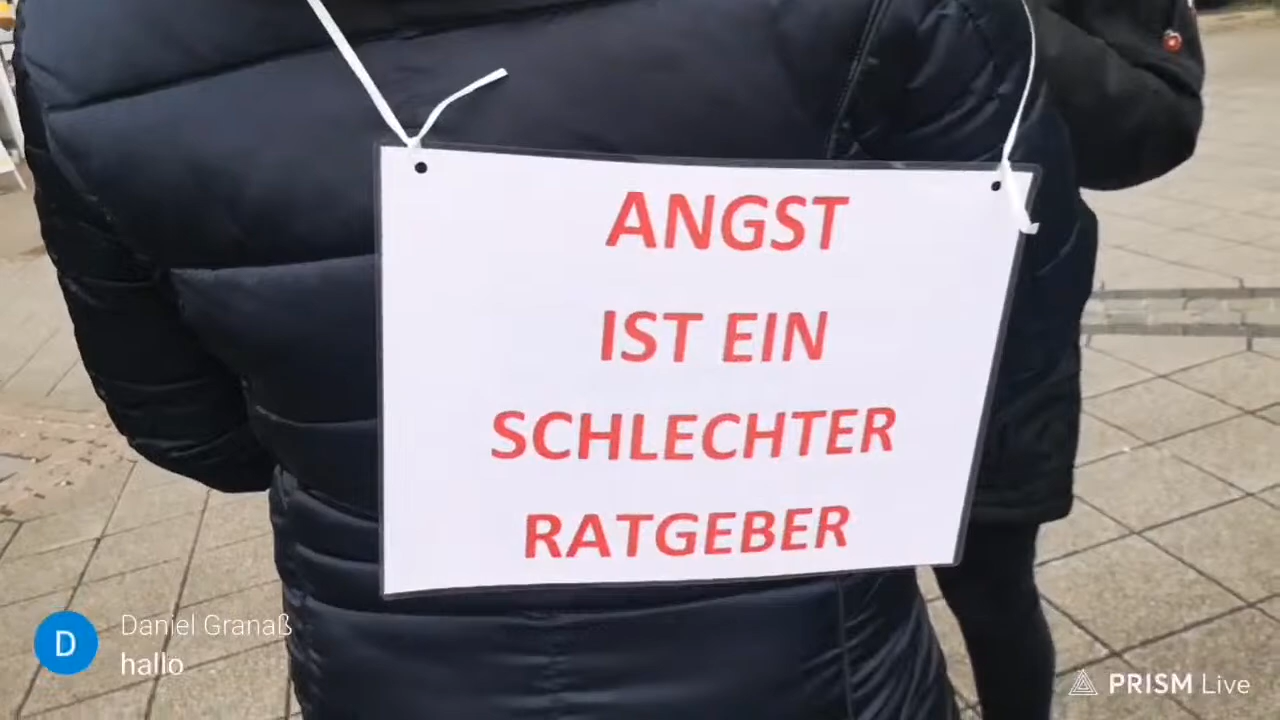 ANGST
IST EIN
SCHLECHTER
RATGEBER
D
Daniel Granaß
hallo
PRISM Live